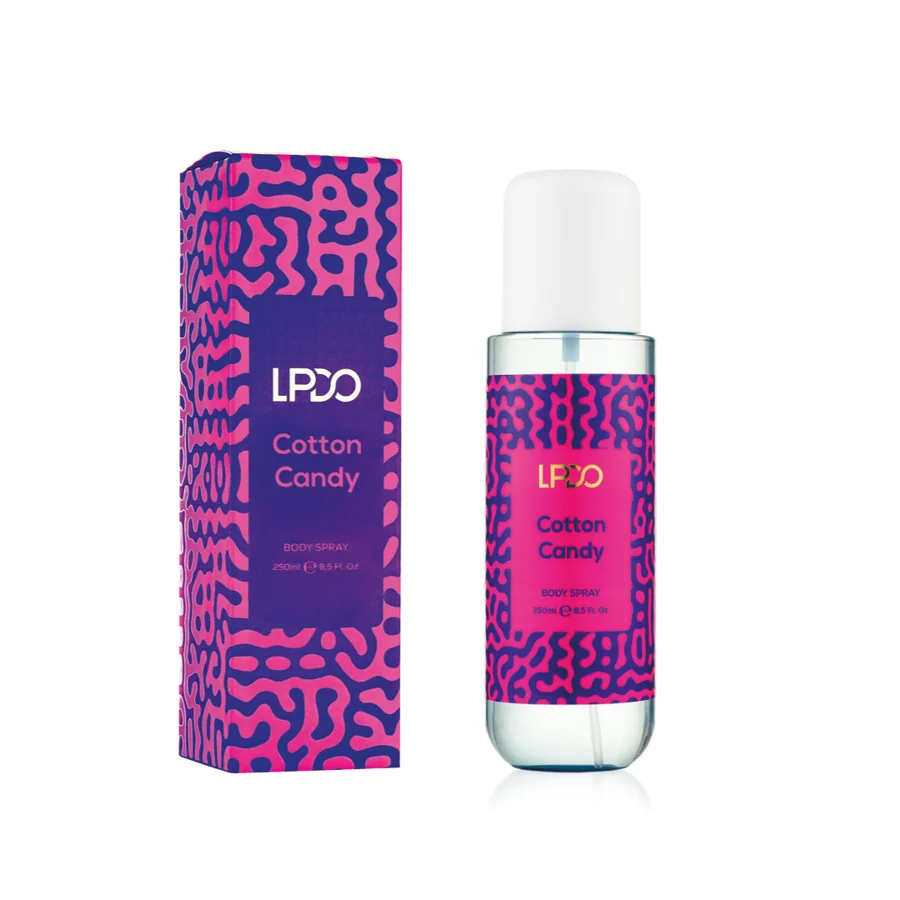 LPDO
Cotton
Candy
BODY SPRAY
250ml ℮ 8,5 FL. Oz
LPDO
Cotton
Candy
BODY SPRAY
250ml ℮ 8.5 FL. Oz